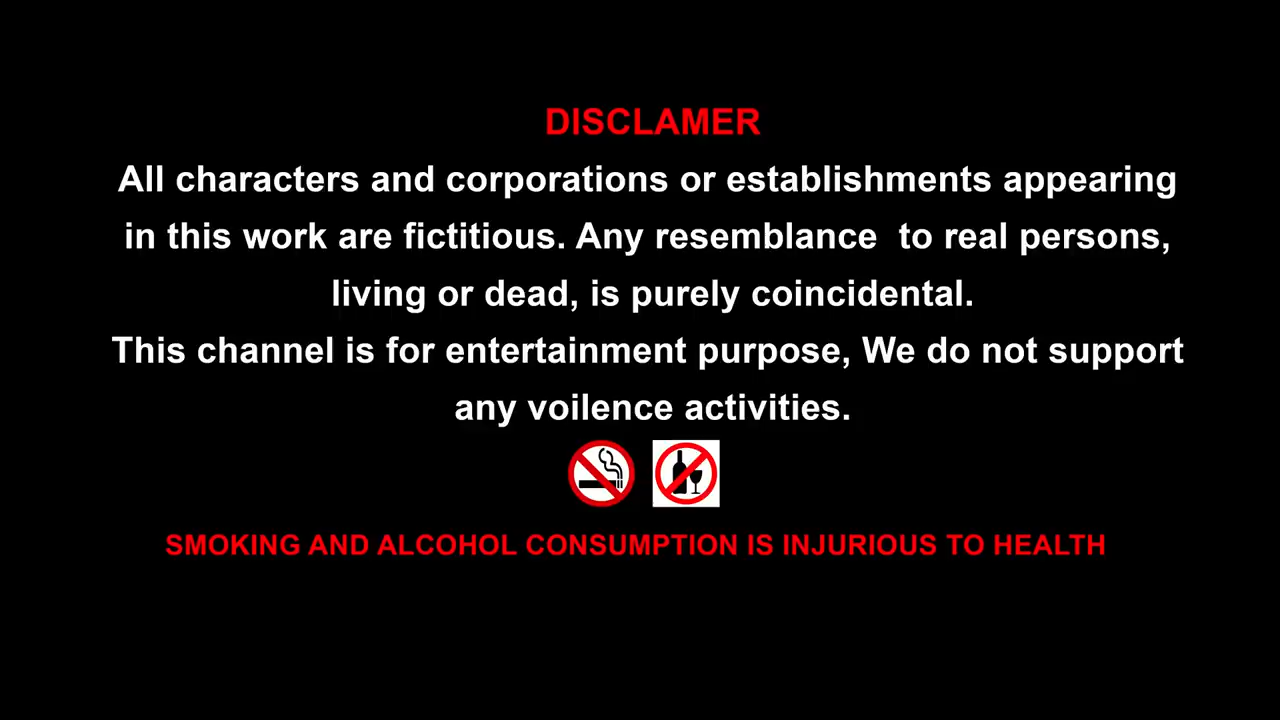 DISCLAMER
All characters and corporations or establishments appearing
in this work are fictitious. Any resemblance  to real persons,
living or dead, is purely coincidental.
This channel is for entertainment purpose, We do not support
any voilence activities.
SMOKING AND ALCOHOL CONSUMPTION IS INJURIOUS TO HEALTH